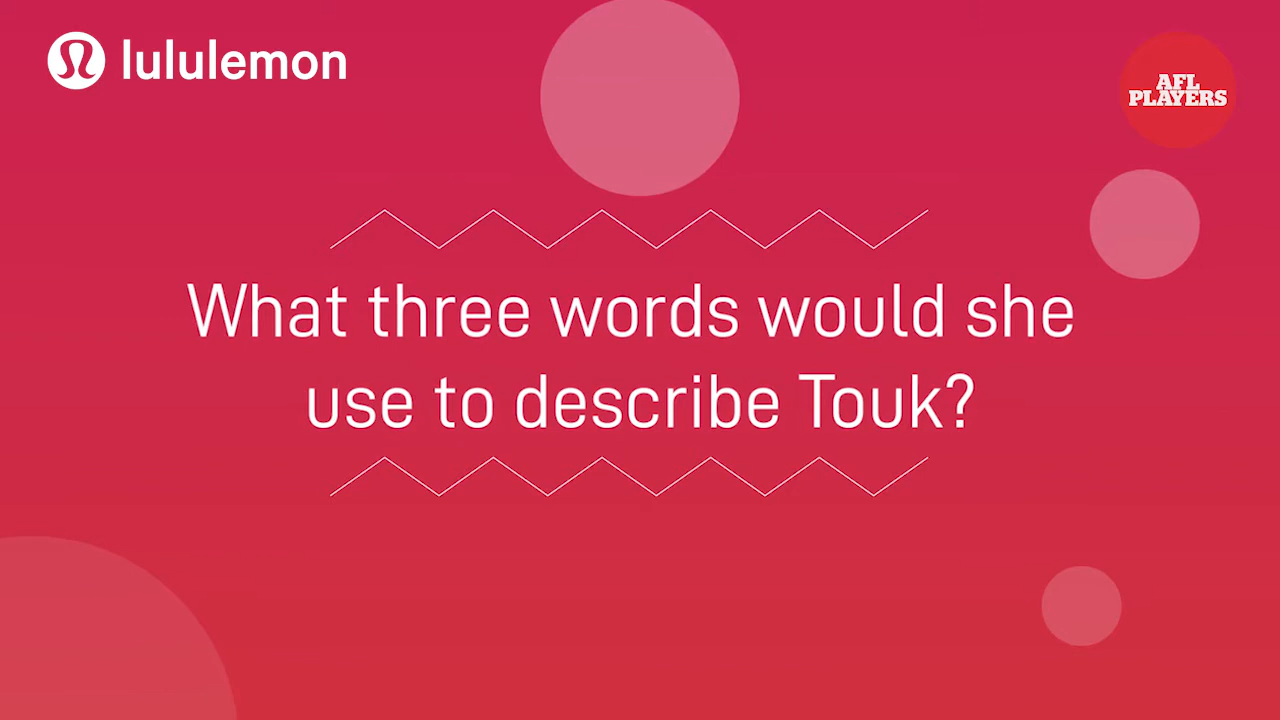 lululemon
AFL
PLAYERS
What three words would she
use to describe Touk?